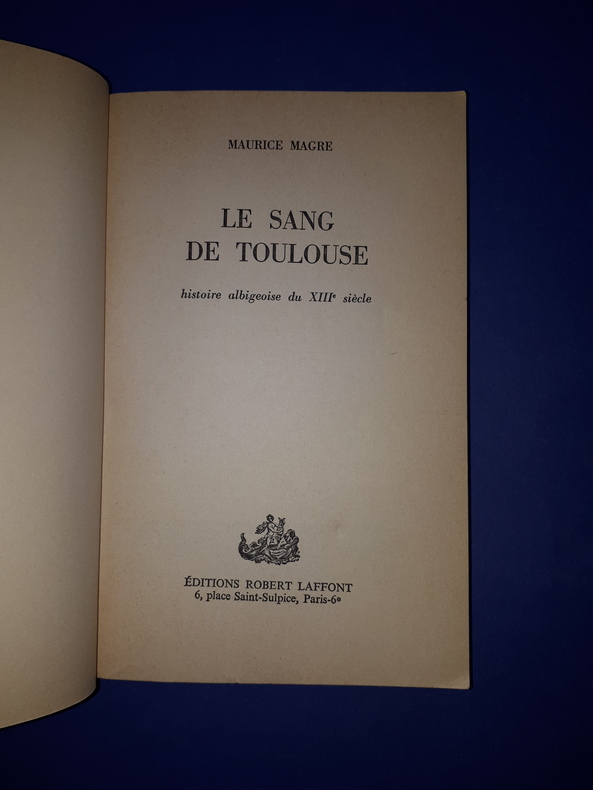 MAURICE MAGRE
LE SANG
DE TOULOUSE
histoire albigeoise du XIIIᵉ siècle
ÉDITIONS ROBERT LAFFONT
6, place Saint-Sulpice, Paris-6ᵉ